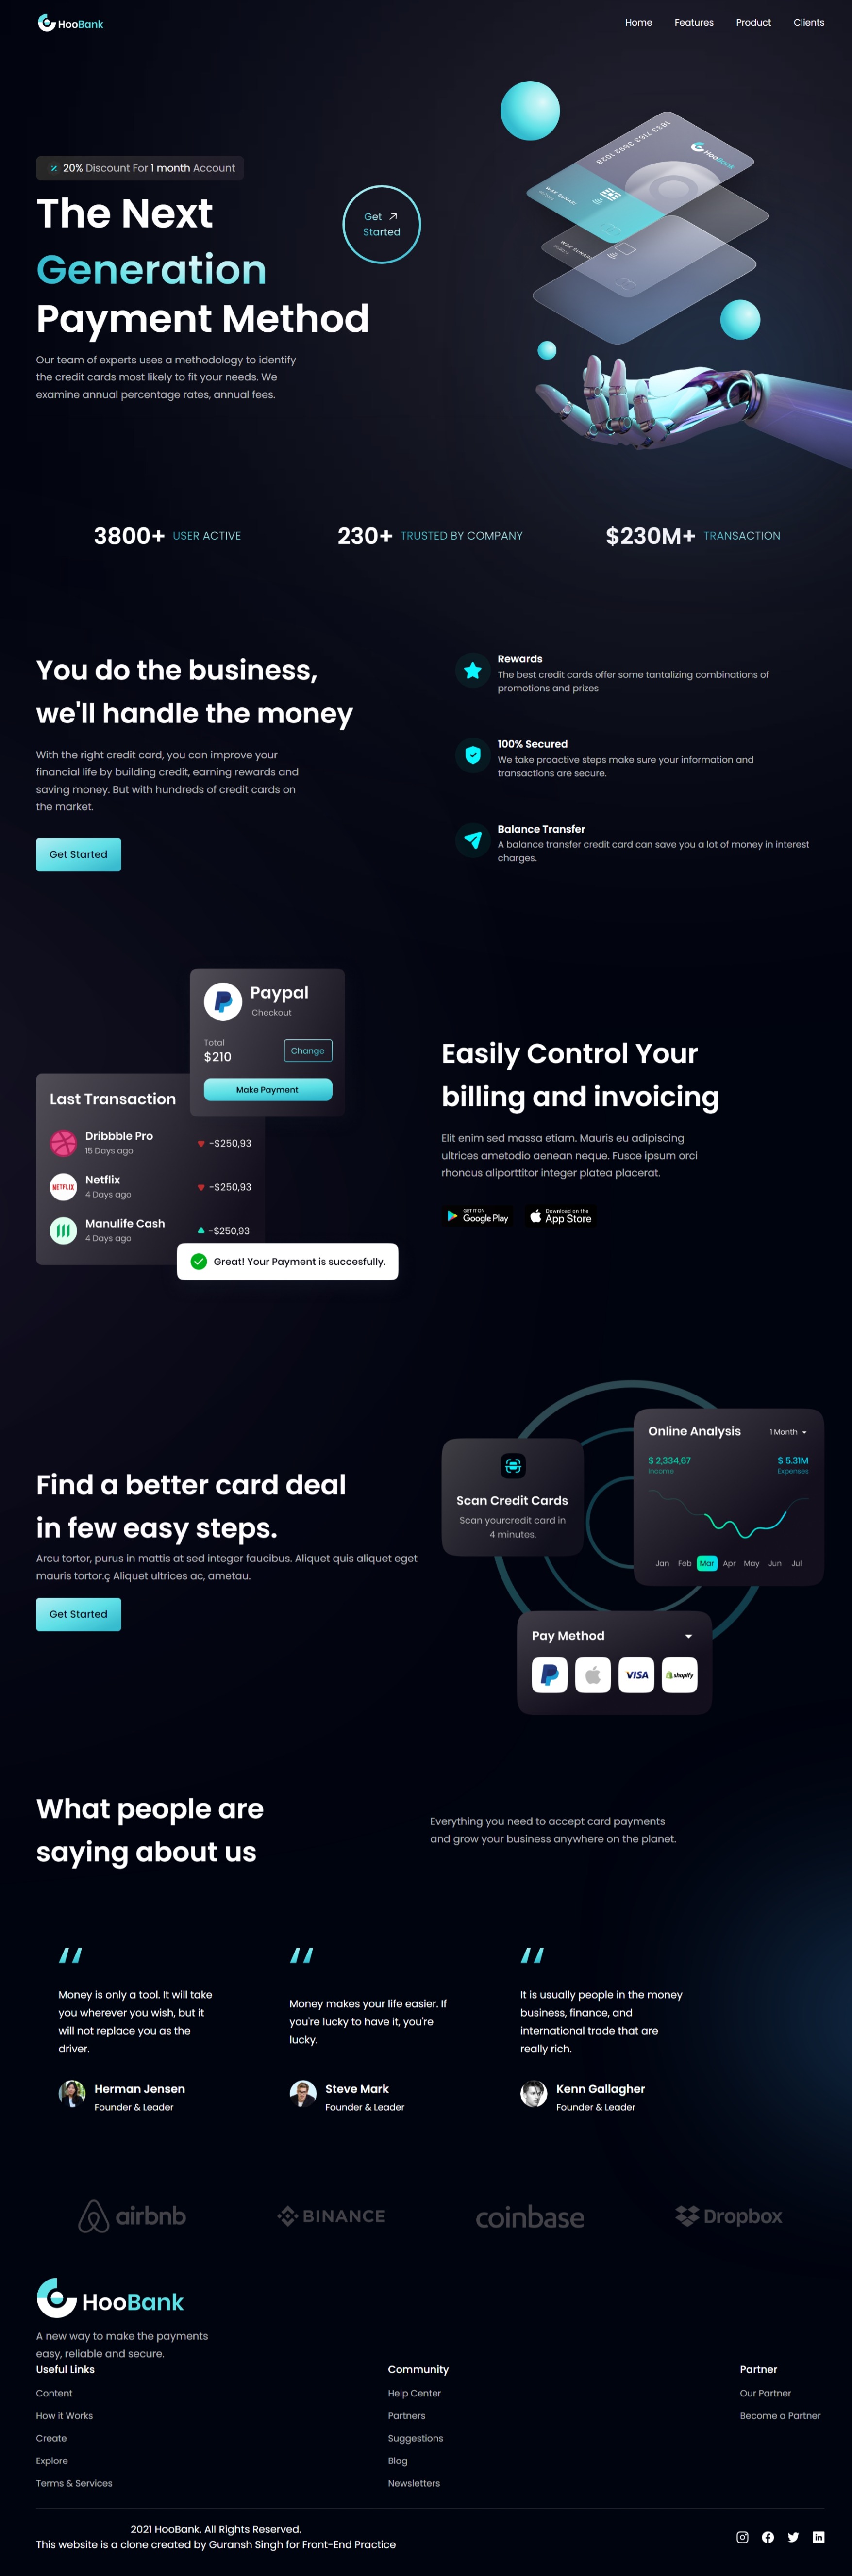 HooBank
Home
Features
Product
Clients
20% Discount For 1 month Account
The Next
Generation
Payment Method
Get
Started
Our team of experts uses a methodology to identify
the credit cards most likely to fit your needs. We
examine annual percentage rates, annual fees.
HooBank
3800+ USER ACTIVE
230+ TRUSTED BY COMPANY
$230M+ TRANSACTION
You do the business,
we'll handle the money
With the right credit card, you can improve your
financial life by building credit, earning rewards and
saving money. But with hundreds of credit cards on
the market.
Get Started
Rewards
The best credit cards offer some tantalizing combinations of
promotions and prizes
100% Secured
We take proactive steps make sure your information and
transactions are secure.
Balance Transfer
A balance transfer credit card can save you a lot of money in interest
charges.
Paypal
Checkout
Total
$210
Change
Make Payment
Last Transaction
Dribbble Pro
15 Days ago
-$250,93
NETFLIX
Netflix
4 Days ago
-$250,93
Manulife Cash
4 Days ago
-$250,93
Great! Your Payment is succesfully.
Easily Control Your
billing and invoicing
Elit enim sed massa etiam. Mauris eu adipiscing
ultrices ametodio aenean neque. Fusce ipsum orci
rhoncus aliporttitor integer platea placerat.
GET IT ON
Google Play
Download on the
App Store
Find a better card deal
in few easy steps.
Arcu tortor, purus in mattis at sed integer faucibus. Aliquet quis aliquet eget
mauris tortor.ç Aliquet ultrices ac, ametau.
Get Started
Scan Credit Cards
Scan yourcredit card in
4 minutes.
Online Analysis
1 Month
$ 2,334,67
Income
$ 5.31M
Expenses
Jan Feb Mar Apr May Jun Jul
Pay Method
VISA
shopify
What people are
saying about us
Everything you need to accept card payments
and grow your business anywhere on the planet.
Money is only a tool. It will take
you wherever you wish, but it
will not replace you as the
driver.
Herman Jensen
Founder & Leader
Money makes your life easier. If
you're lucky to have it, you're
lucky.
Steve Mark
Founder & Leader
It is usually people in the money
business, finance, and
international trade that are
really rich.
Kenn Gallagher
Founder & Leader
airbnb
BINANCE
coinbase
Dropbox
HooBank
A new way to make the payments
easy, reliable and secure.
Useful Links
Content
How it Works
Create
Explore
Terms & Services
Community
Help Center
Partners
Suggestions
Blog
Newsletters
Partner
Our Partner
Become a Partner
2021 HooBank. All Rights Reserved.
This website is a clone created by Guransh Singh for Front-End Practice